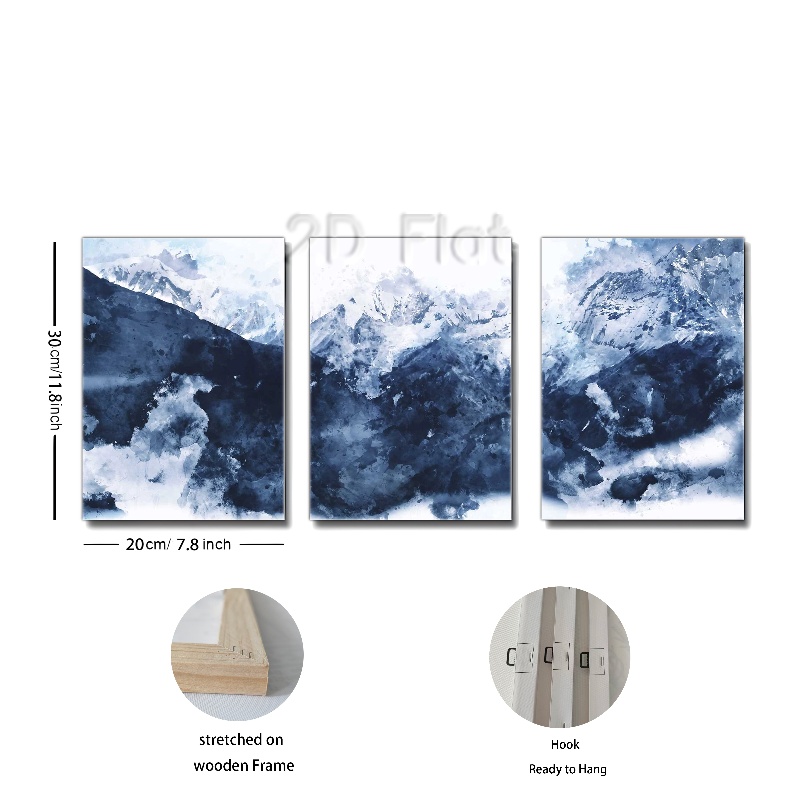 2D Flat
30cm/11.8inch
20cm/ 7.8 inch
stretched on
wooden Frame
Hook
Ready to Hang